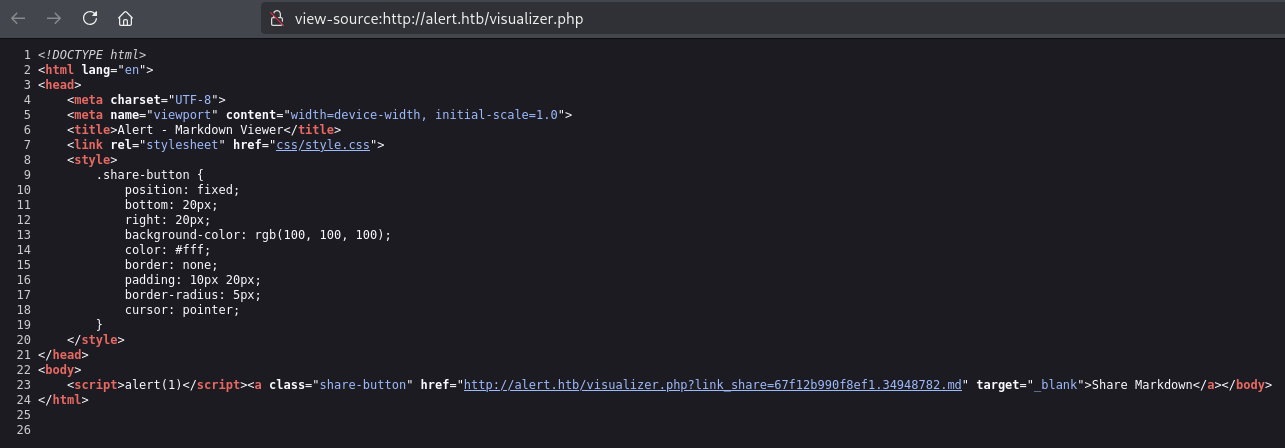 view-source:http://alert.htb/visualizer.php
1 <!DOCTYPE html>
2 <html lang="en">
3 <head>
4     <meta charset="UTF-8">
5     <meta name="viewport" content="width=device-width, initial-scale=1.0">
6     <title>Alert - Markdown Viewer</title>
7     <link rel="stylesheet" href="css/style.css">
8     <style>
9         .share-button {
10             position: fixed;
11             bottom: 20px;
12             right: 20px;
13             background-color: rgb(100, 100, 100);
14             color: #fff;
15             border: none;
16             padding: 10px 20px;
17             border-radius: 5px;
18             cursor: pointer;
19         }
20     </style>
21 </head>
22 <body>
23     <script>alert(1)</script><a class="share-button" href="http://alert.htb/visualizer.php?link_share=67f12b990f8ef1.34948782.md" target="_blank">Share Markdown</a></body>
24 </html>
25
26